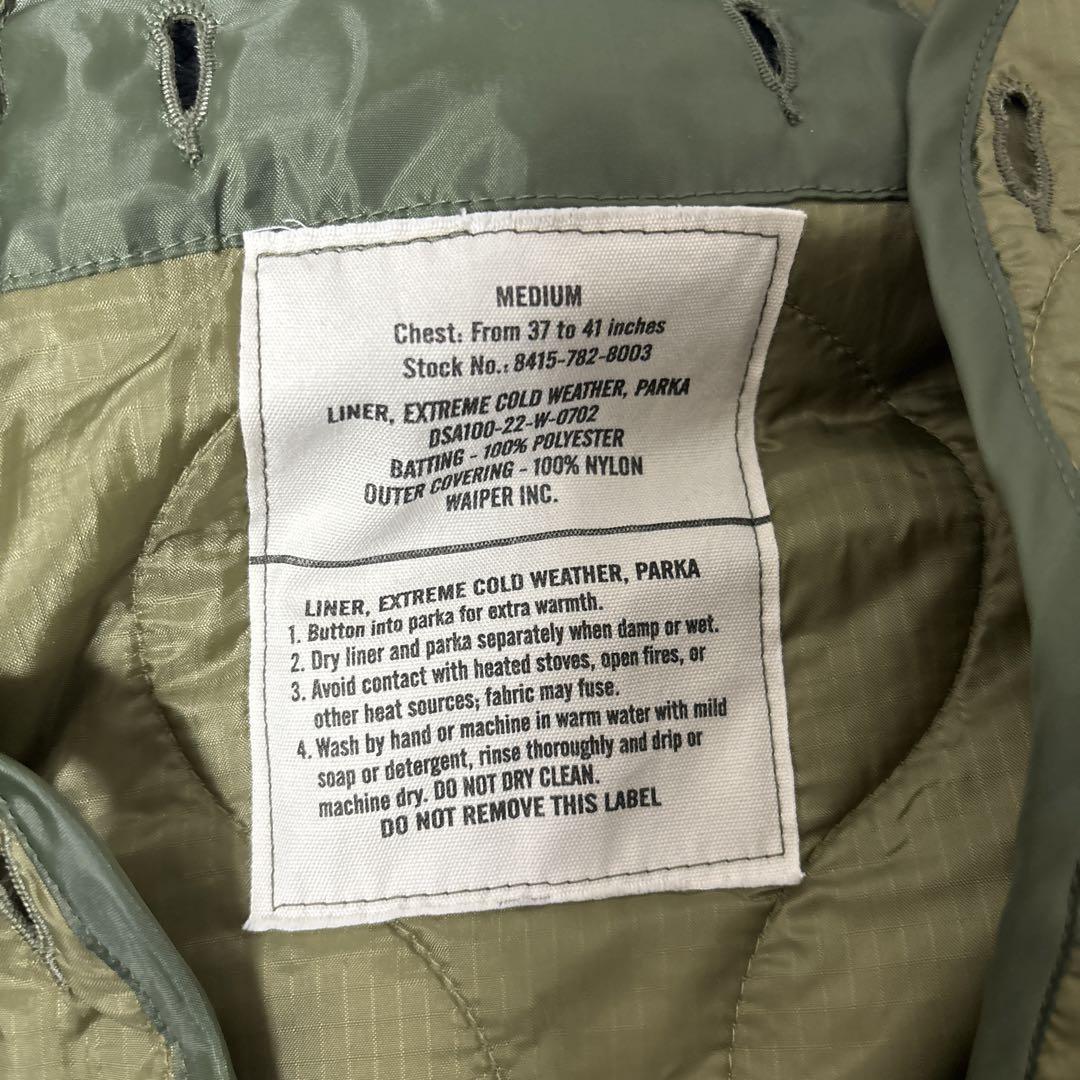 MEDIUM
Chest: From 37 to 41 inches
Stock No.: 8415-782-8003
LINER, EXTREME COLD WEATHER, PARKA
DSA100-22-W-0702
BATTING - 100% POLYESTER
OUTER COVERING - 100% NYLON
WAIPER INC.
LINER, EXTREME COLD WEATHER, PARKA
1. Button into parka for extra warmth.
2. Dry liner and parka separately when damp or wet.
3. Avoid contact with heated stoves, open fires, or
other heat sources; fabric may fuse.
4. Wash by hand or machine in warm water with mild
soap or detergent, rinse thoroughly and drip or
machine dry. DO NOT DRY CLEAN.
DO NOT REMOVE THIS LABEL